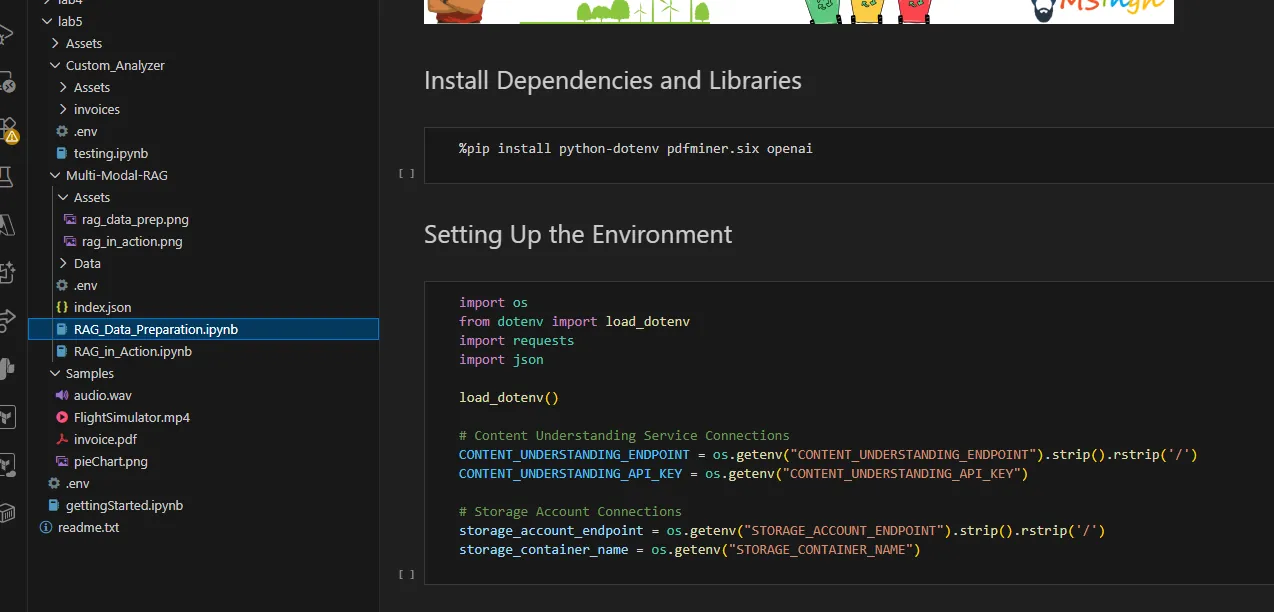 lab4
lab5
Assets
Custom_Analyzer
Assets
invoices
.env
testing.ipynb
Multi-Modal-RAG
Assets
rag_data_prep.png
rag_in_action.png
Data
.env
index.json
RAG_Data_Preparation.ipynb
RAG_in_Action.ipynb
Samples
audio.wav
FlightSimulator.mp4
invoice.pdf
pieChart.png
.env
gettingStarted.ipynb
readme.txt
MSingh
Install Dependencies and Libraries
%pip install python-dotenv pdfminer.six openai
[ ]
Setting Up the Environment
import os
from dotenv import load_dotenv
import requests
import json
load_dotenv()
# Content Understanding Service Connections
CONTENT_UNDERSTANDING_ENDPOINT = os.getenv("CONTENT_UNDERSTANDING_ENDPOINT").strip().rstrip('/')
CONTENT_UNDERSTANDING_API_KEY = os.getenv("CONTENT_UNDERSTANDING_API_KEY")
# Storage Account Connections
storage_account_endpoint = os.getenv("STORAGE_ACCOUNT_ENDPOINT").strip().rstrip('/')
storage_container_name = os.getenv("STORAGE_CONTAINER_NAME")
[ ]